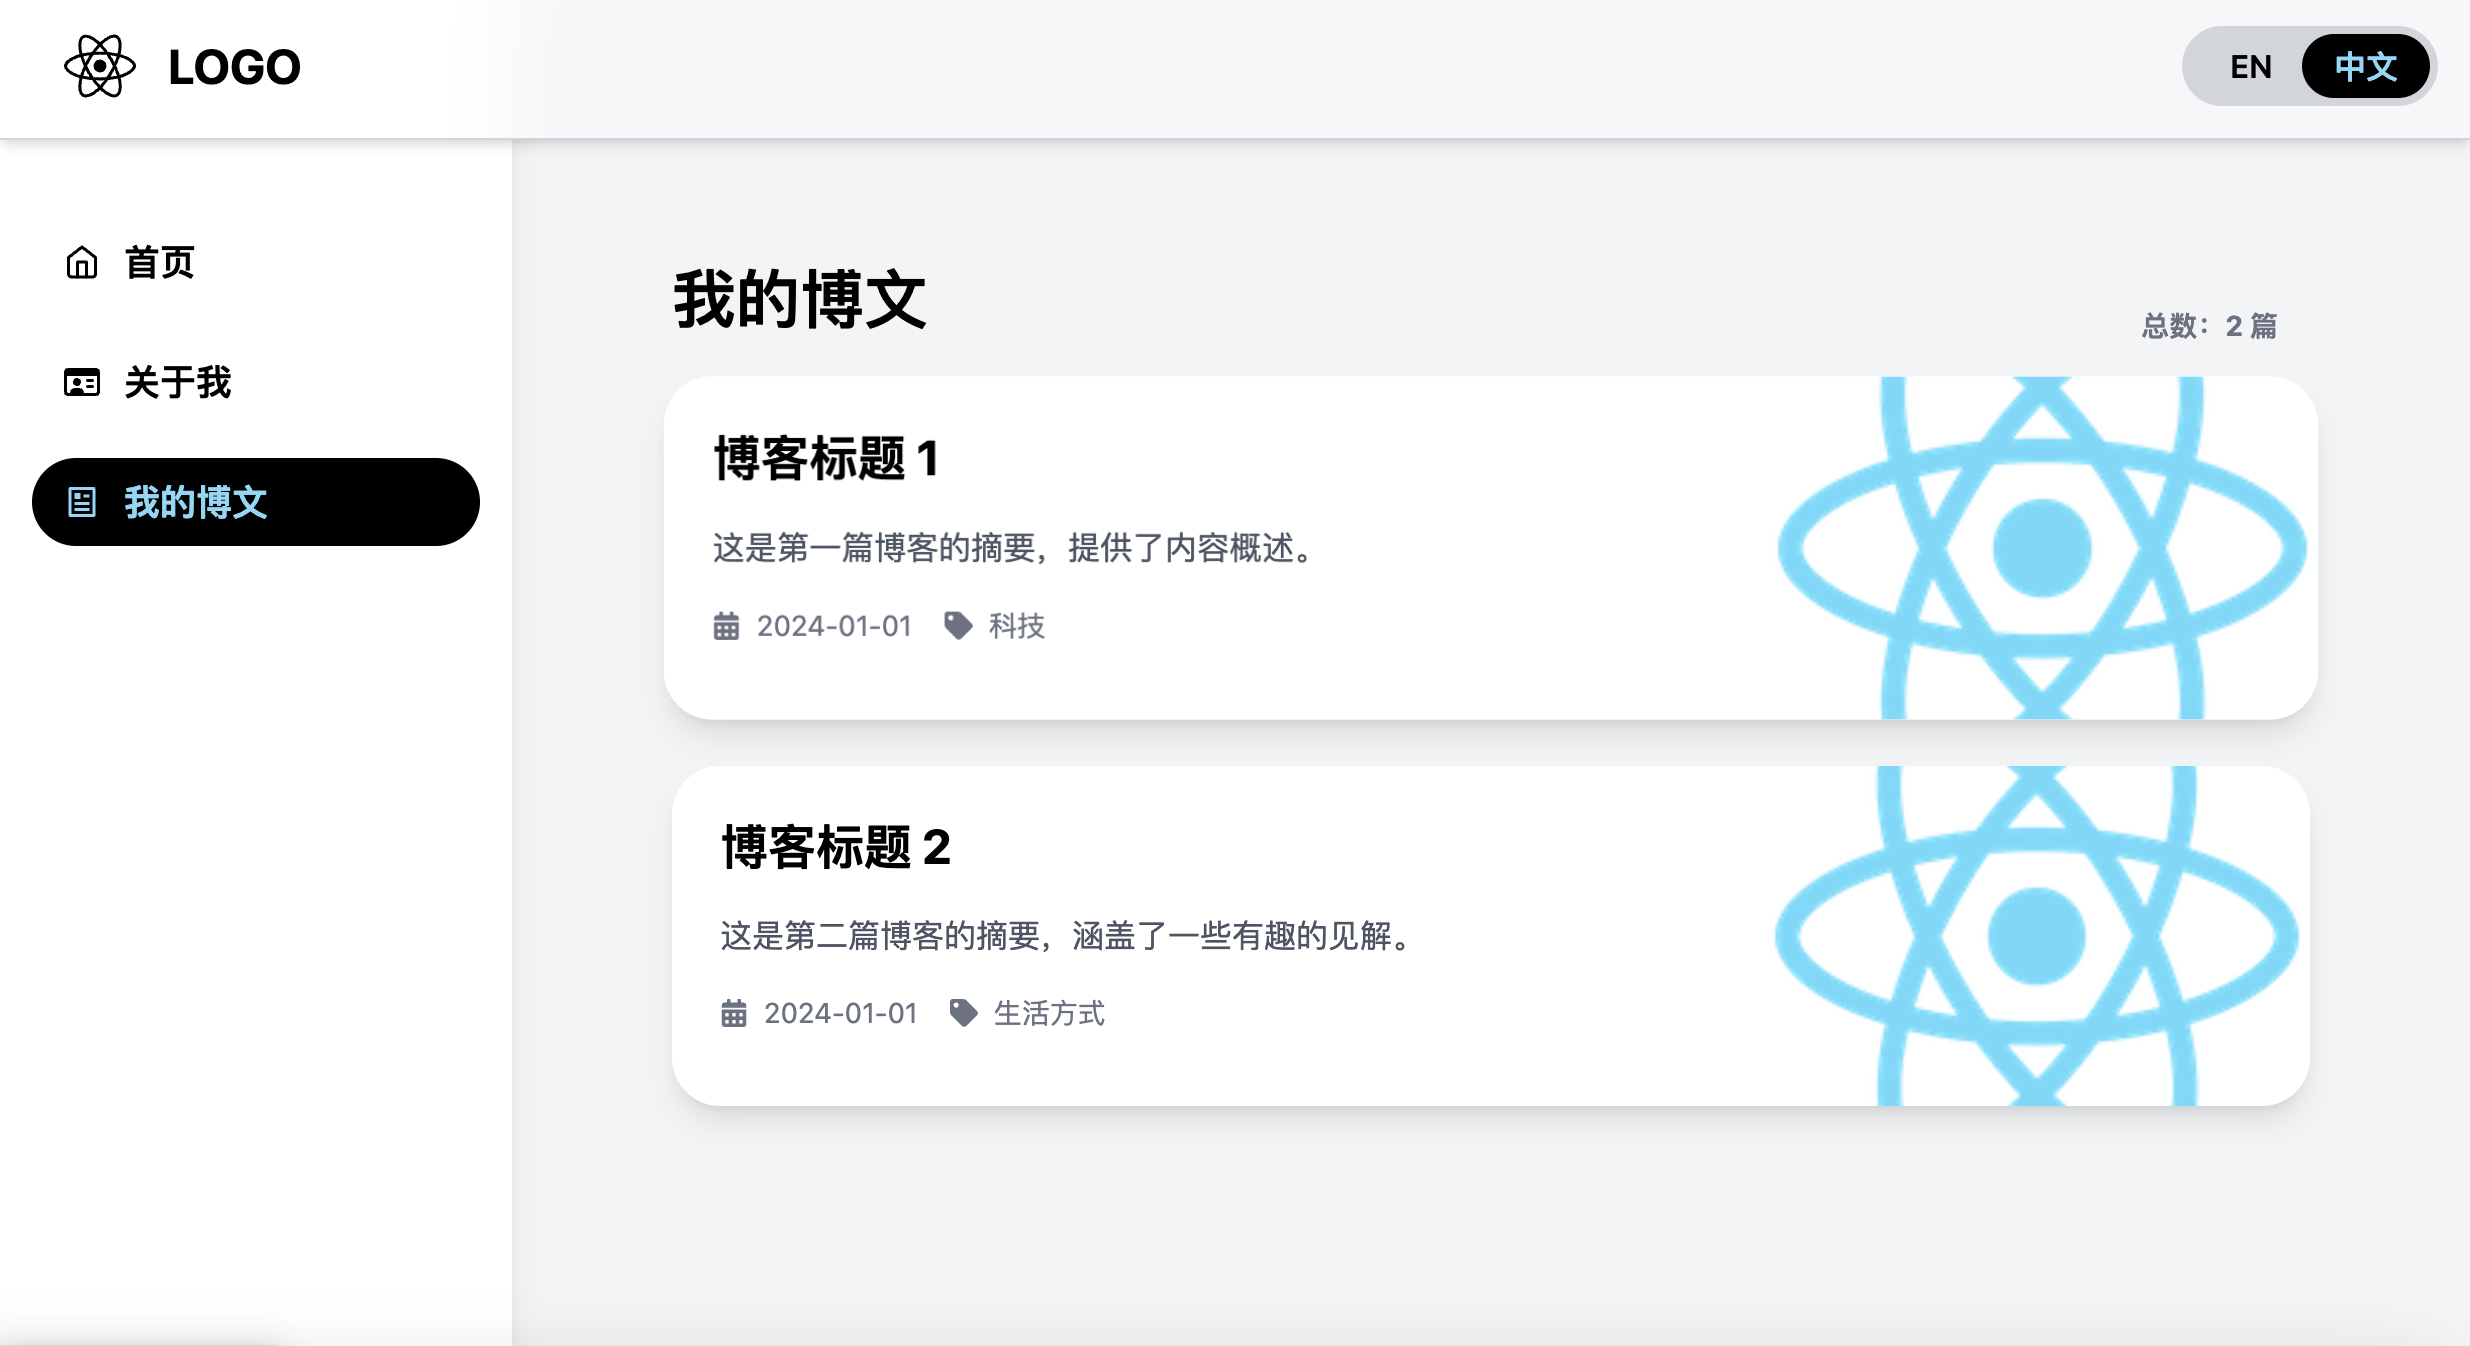 LOGO
EN 中文
首页
关于我
我的博文
我的博文
总数：2 篇
博客标题 1
这是第一篇博客的摘要，提供了内容概述。
2024-01-01 科技
博客标题 2
这是第二篇博客的摘要，涵盖了一些有趣的见解。
2024-01-01 生活方式